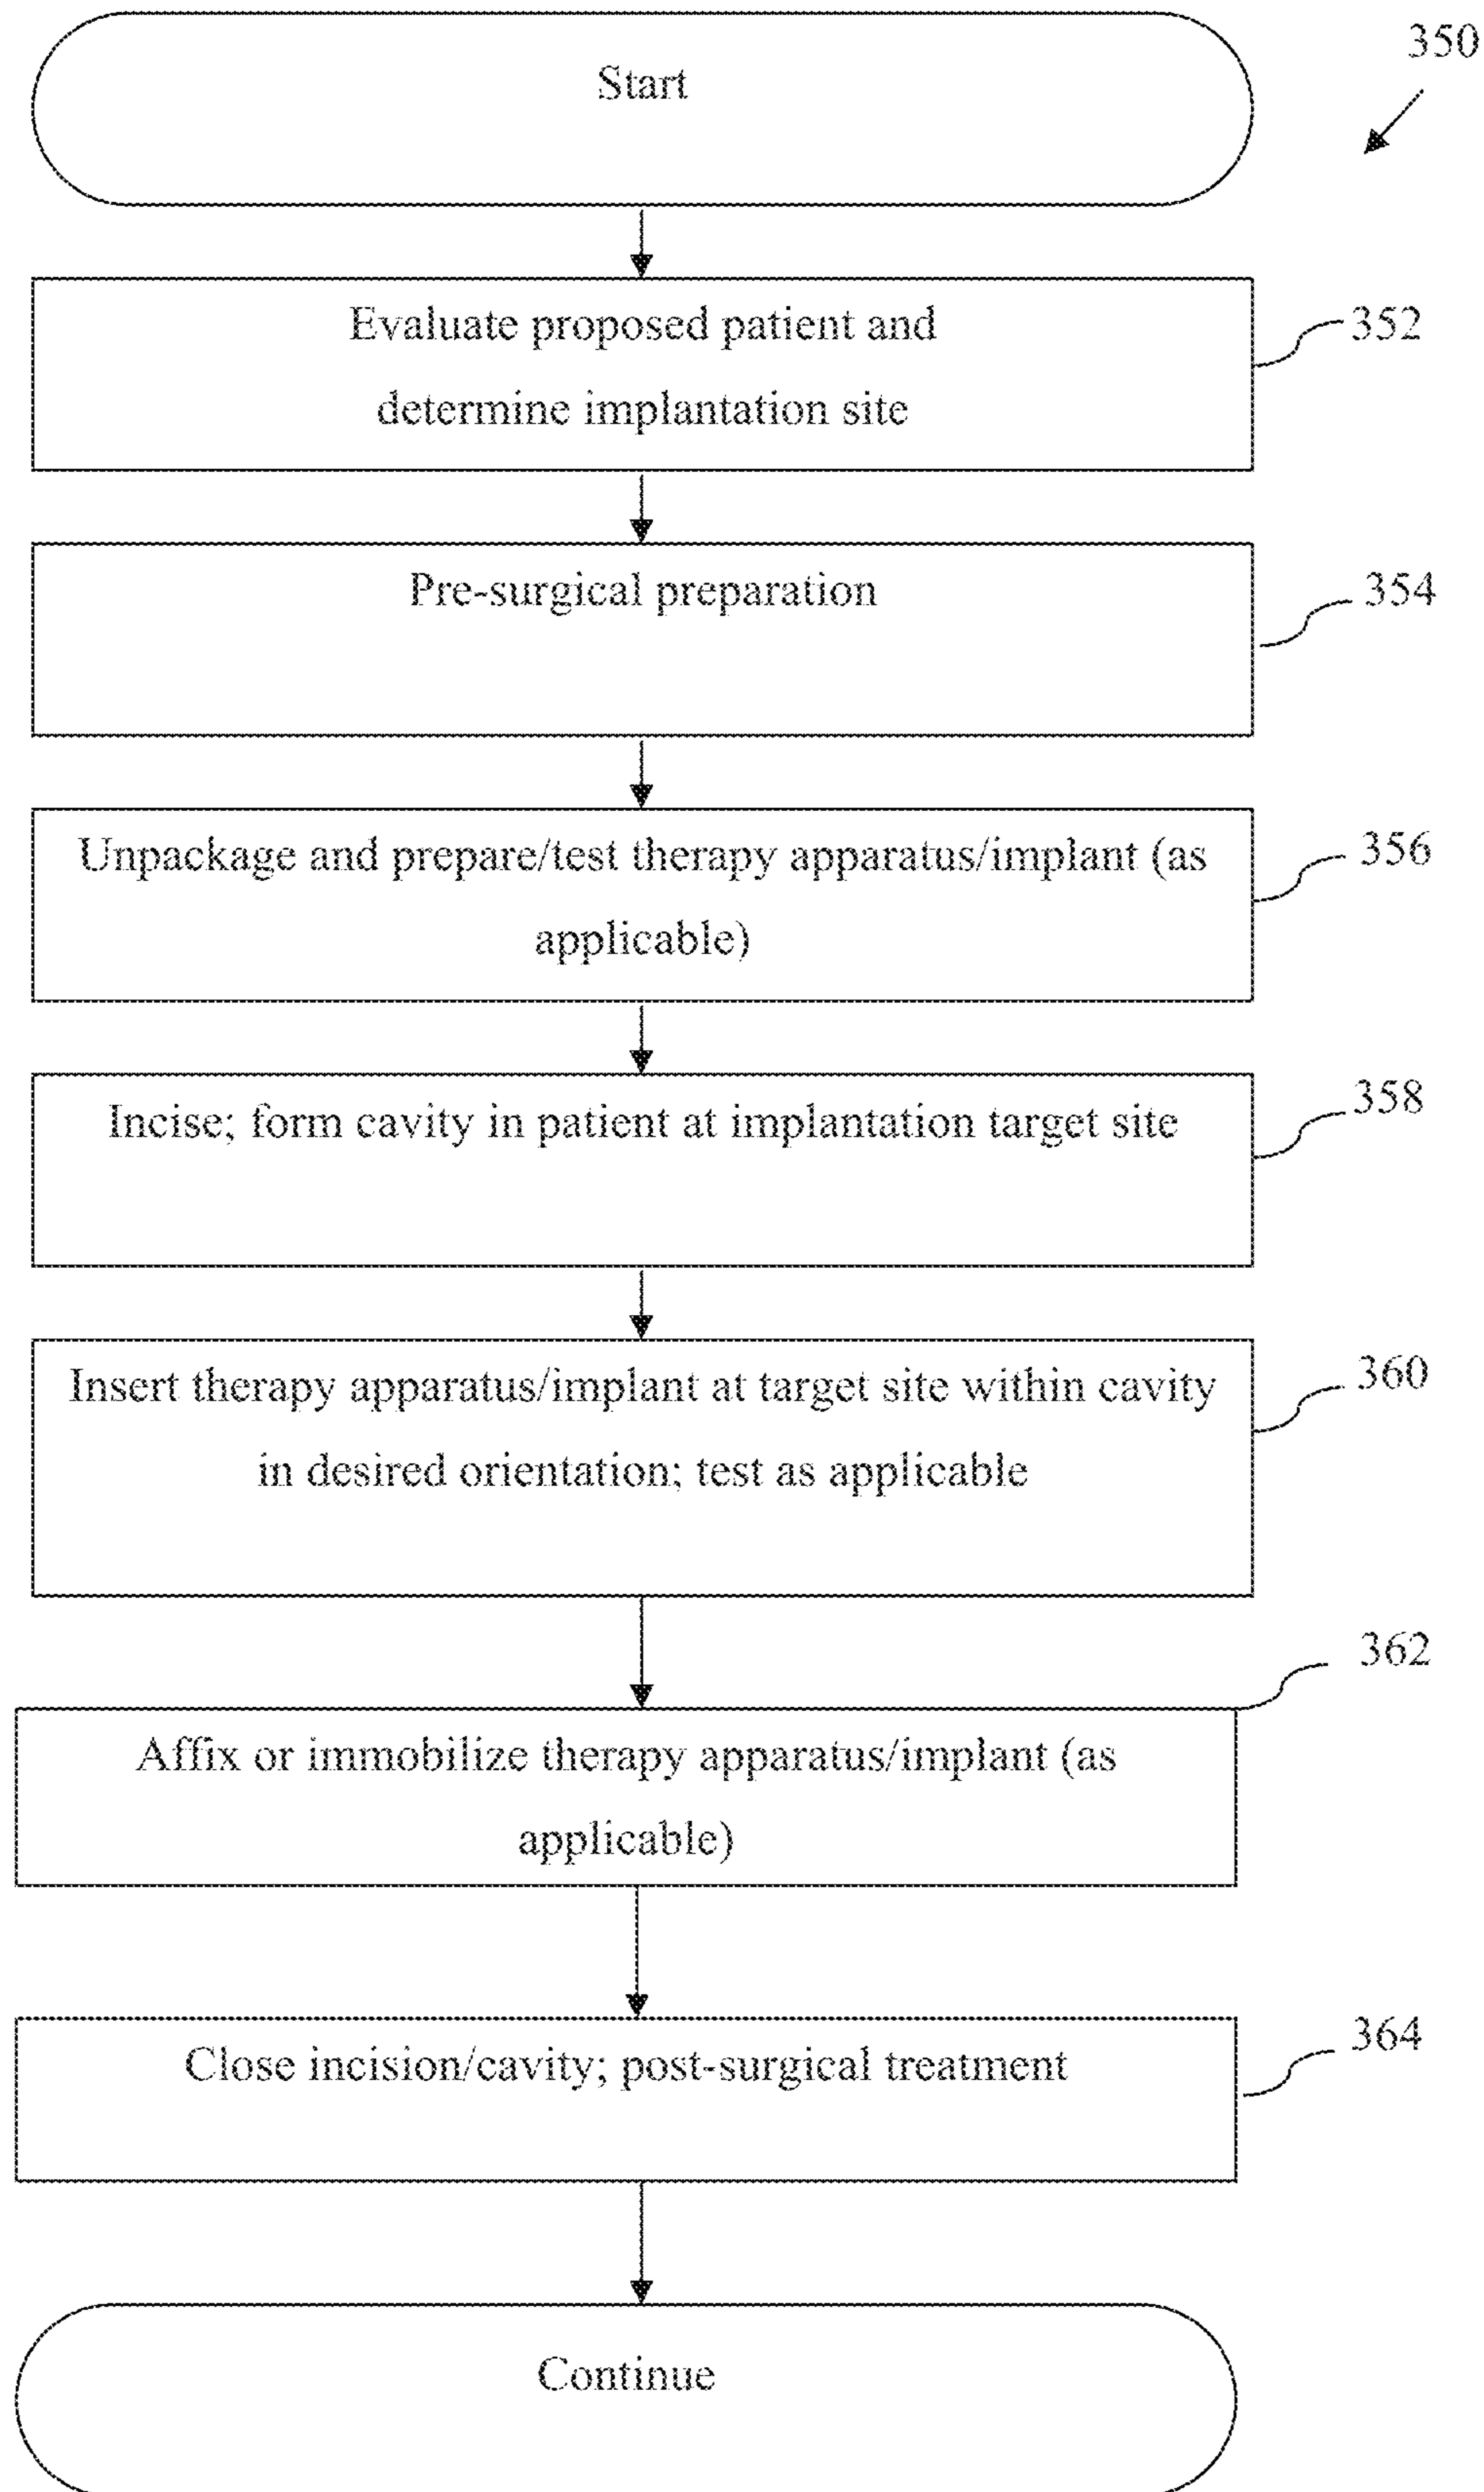 Start
350
Evaluate proposed patient and
determine implantation site
352
Pre-surgical preparation
354
Unpackage and prepare/test therapy apparatus/implant (as
applicable)
356
Incise; form cavity in patient at implantation target site
358
Insert therapy apparatus/implant at target site within cavity
in desired orientation; test as applicable
360
362
Affix or immobilize therapy apparatus/implant (as
applicable)
Close incision/cavity; post-surgical treatment
364
Continue